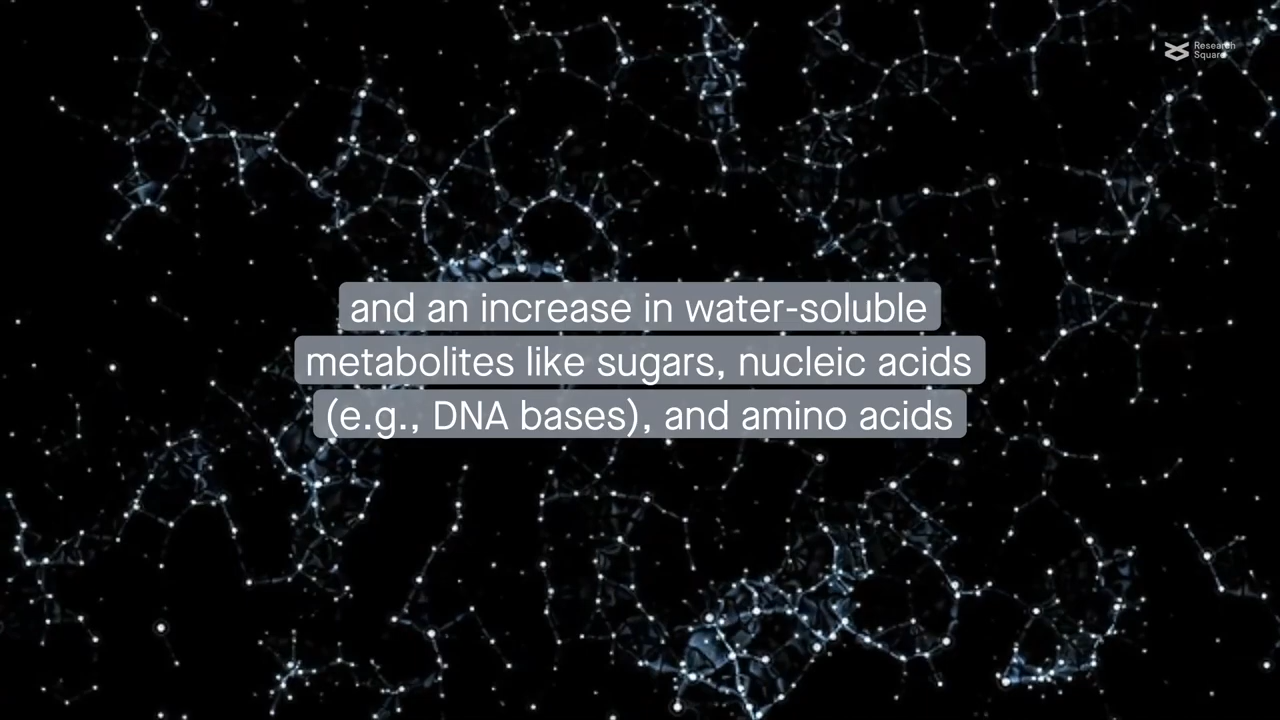 Research
Square
and an increase in water-soluble
metabolites like sugars, nucleic acids
(e.g., DNA bases), and amino acids